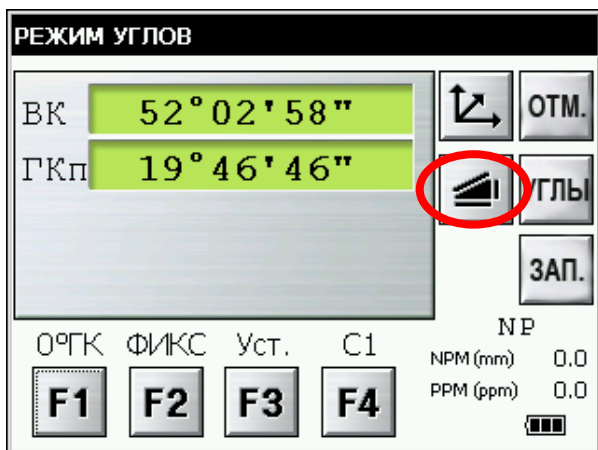 РЕЖИМ УГЛОВ
ВК 52°02'58" ОТМ.
ГКп 19°46'46" УГЛЫ
ЗАП.
0°ГК ФИКС Уст. С1 NP
F1 F2 F3 F4 NPM (mm) 0.0
PPM (ppm) 0.0